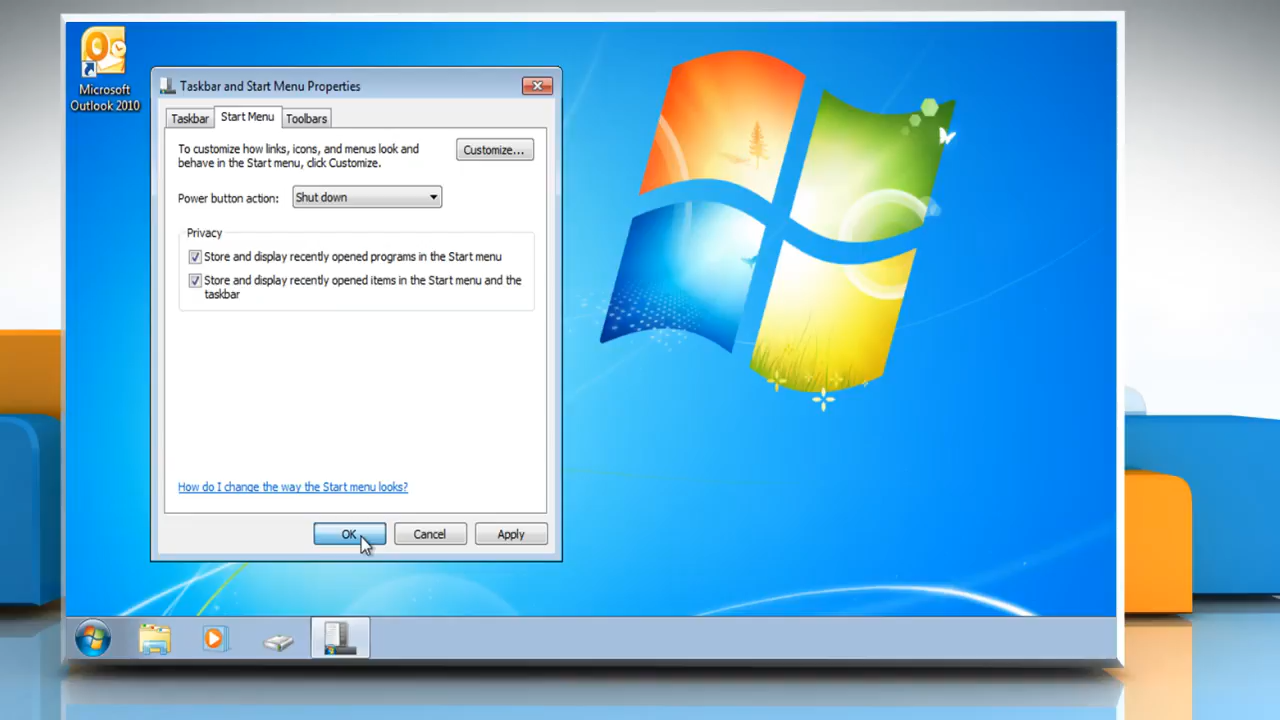 Microsoft
Outlook 2010
Taskbar and Start Menu Properties
Taskbar
Start Menu
Toolbars
To customize how links, icons, and menus look and
behave in the Start menu, click Customize.
Customize...
Power button action:
Shut down
Privacy
Store and display recently opened programs in the Start menu
Store and display recently opened items in the Start menu and the
taskbar
How do I change the way the Start menu looks?
OK
Cancel
Apply